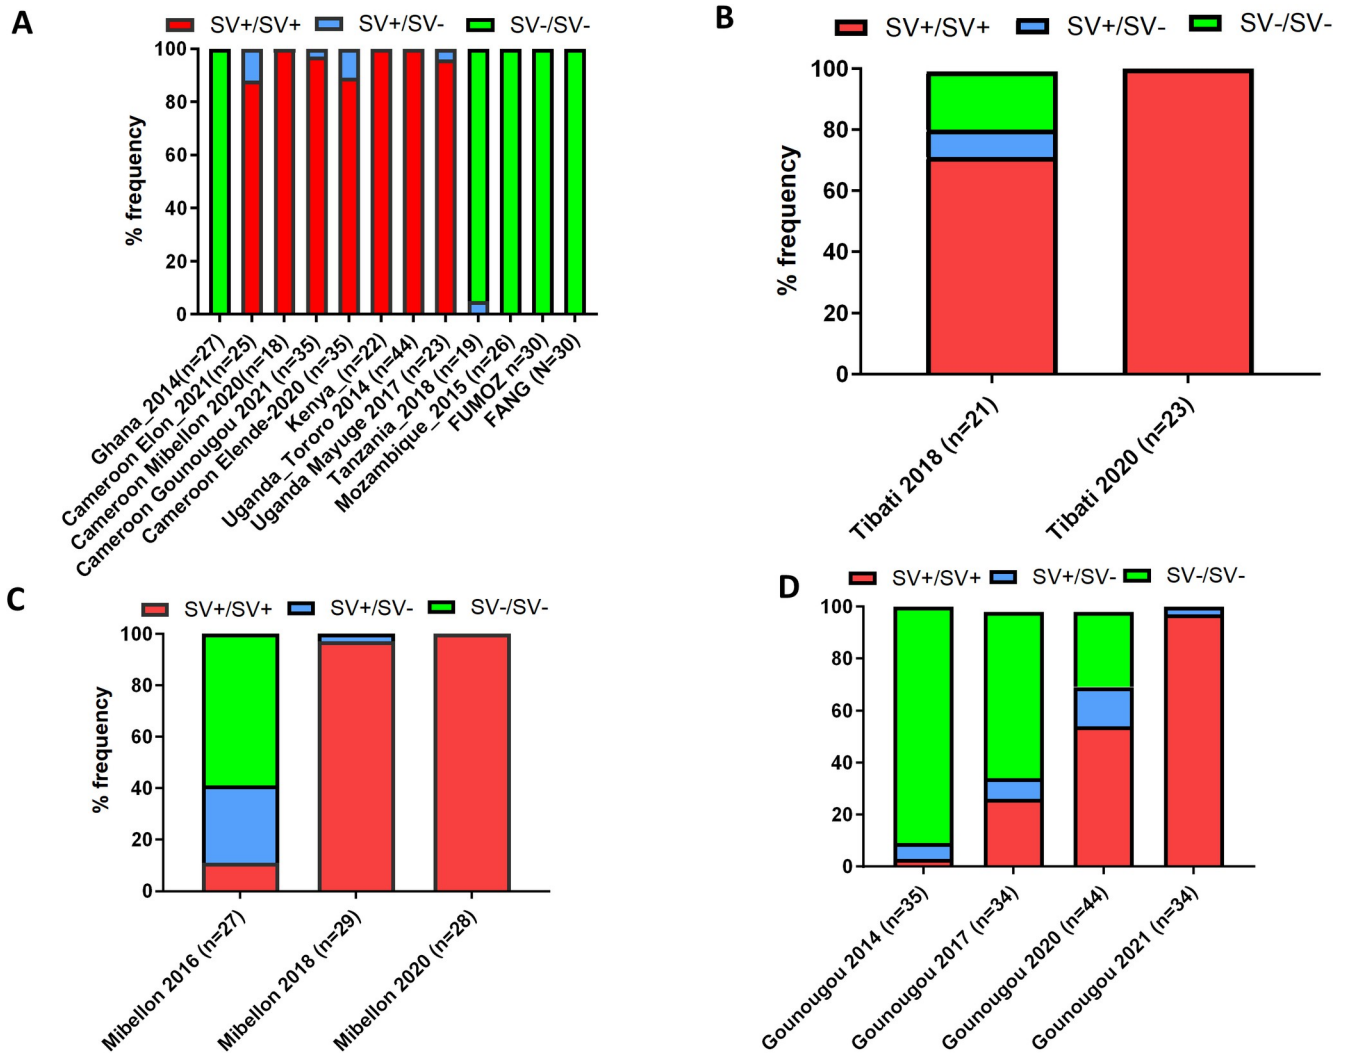 A
SV+/SV+ SV+/SV- SV-/SV-
% frequency
100
80
60
40
20
0
Ghana_2014(n=27)
Cameroon Elon_2021(n=25)
Cameroon Mibellon 2020(n=18)
Cameroon Gounougou 2021 (n=35)
Cameroon Elende-2020 (n=35)
Kenya_(n=22)
Uganda_Tororo 2014 (n=44)
Uganda Mayuge 2017 (n=23)
Tanzania_2018 (n=19)
Mozambique_2015 (n=26)
FUMOZ n=30)
FANG (N=30)
B
SV+/SV+ SV+/SV- SV-/SV-
% frequency
100
80
60
40
20
0
Tibati 2018 (n=21)
Tibati 2020 (n=23)
C
SV+/SV+ SV+/SV- SV-/SV-
% frequency
100
80
60
40
20
0
Mibellon 2016 (n=27)
Mibellon 2018 (n=29)
Mibellon 2020 (n=28)
D
SV+/SV+ SV+/SV- SV-/SV-
100
80
60
40
20
0
Gounougou 2014 (n=35)
Gounougou 2017 (n=34)
Gounougou 2020 (n=44)
Gounougou 2021 (n=34)